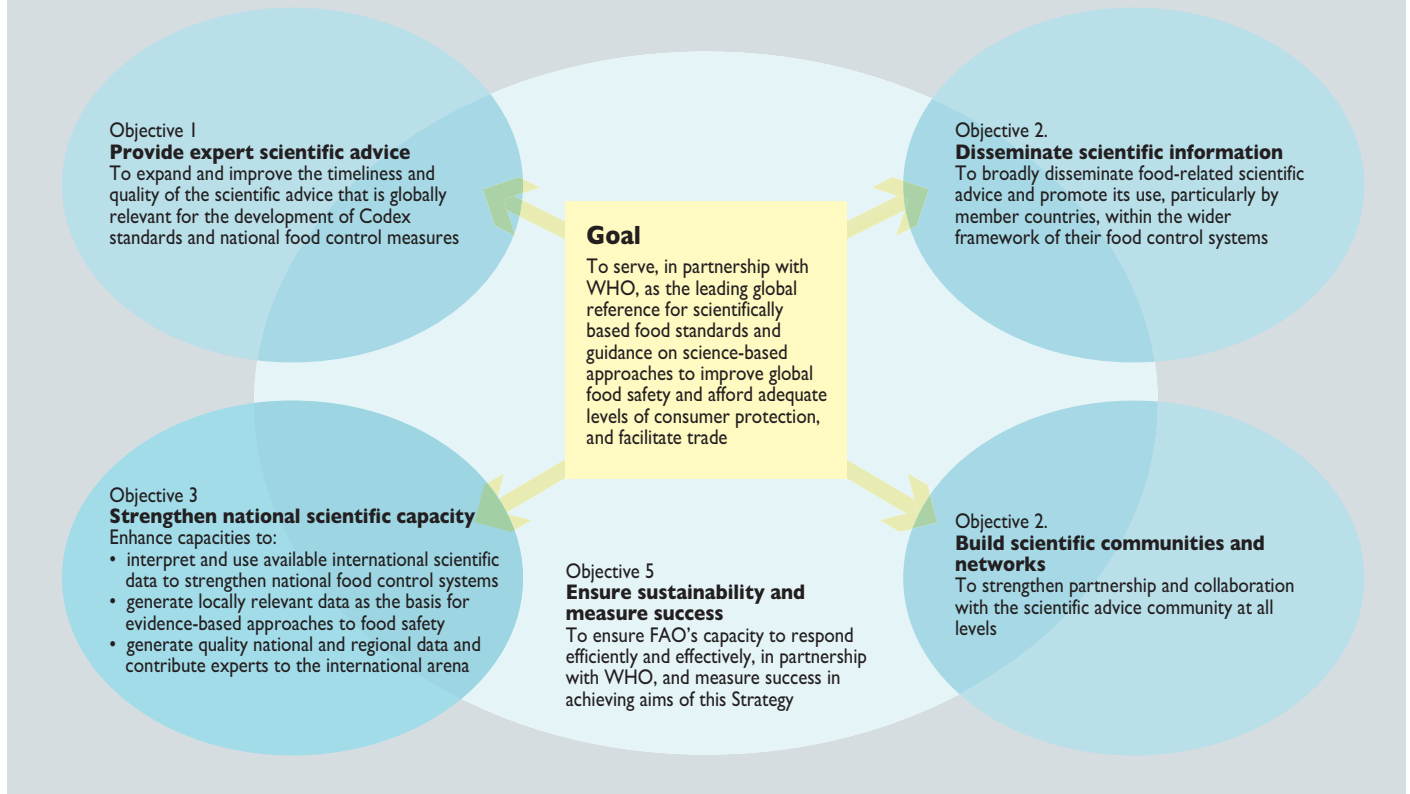 Objective 1
Provide expert scientific advice
To expand and improve the timeliness and
quality of the scientific advice that is globally
relevant for the development of Codex
standards and national food control measures
Objective 2.
Disseminate scientific information
To broadly disseminate food-related scientific
advice and promote its use, particularly by
member countries, within the wider
framework of their food control systems
Goal
To serve, in partnership with
WHO, as the leading global
reference for scientifically
based food standards and
guidance on science-based
approaches to improve global
food safety and afford adequate
levels of consumer protection,
and facilitate trade
Objective 3
Strengthen national scientific capacity
Enhance capacities to:
• interpret and use available international scientific
data to strengthen national food control systems
• generate locally relevant data as the basis for
evidence-based approaches to food safety
• generate quality national and regional data and
contribute experts to the international arena
Objective 5
Ensure sustainability and
measure success
To ensure FAO's capacity to respond
efficiently and effectively, in partnership
with WHO, and measure success in
achieving aims of this Strategy
Objective 2.
Build scientific communities and
networks
To strengthen partnership and collaboration
with the scientific advice community at all
levels